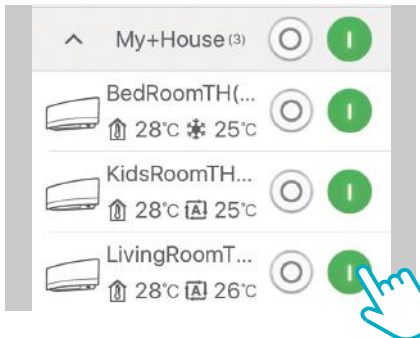 My+House (3)
BedRoomTH(...
28°C 25°C
KidsRoomTH...
28°C A 25°C
LivingRoomT...
28°C A 26°C